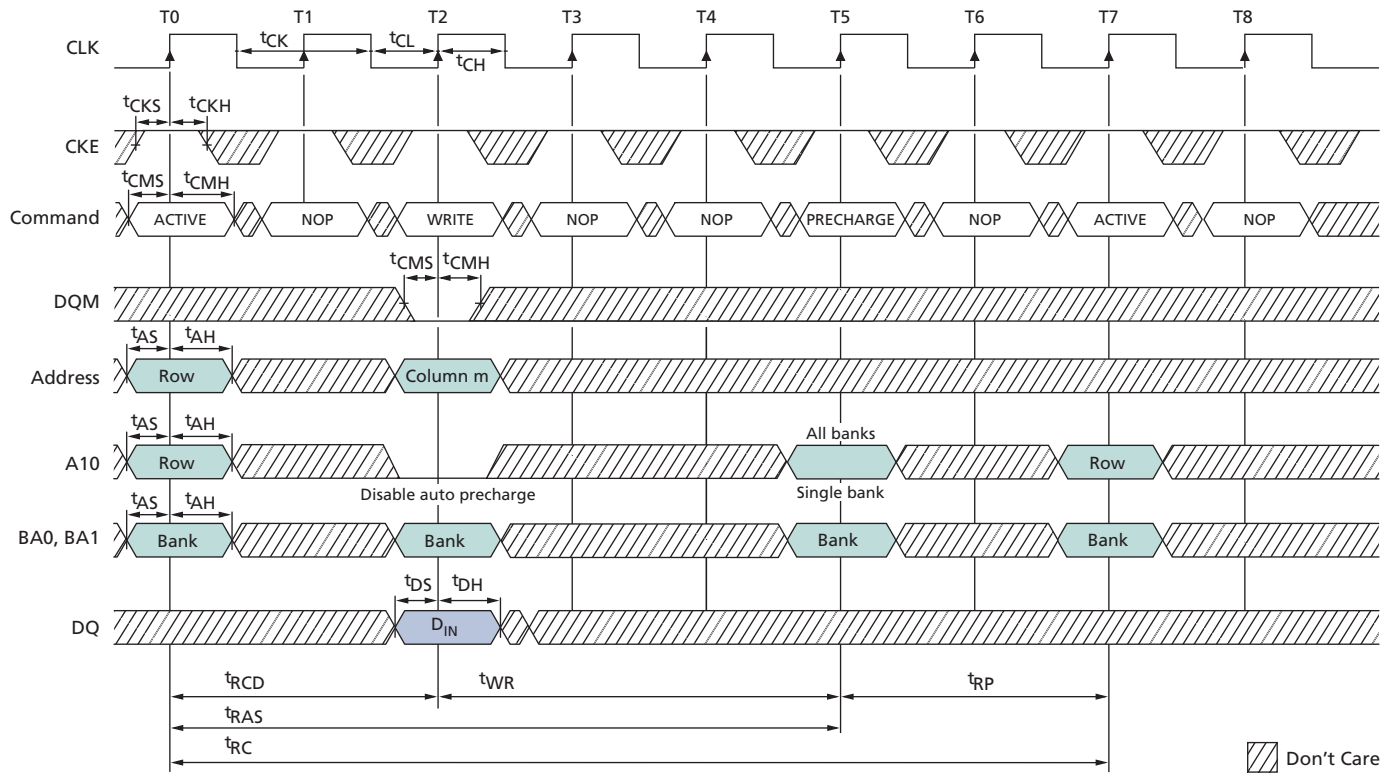 T0 T1 T2 T3 T4 T5 T6 T7 T8
CLK
tCK tCL
tCH
tCKS tCKH
CKE
tCMS tCMH
Command ACTIVE NOP WRITE NOP NOP PRECHARGE NOP ACTIVE NOP
tCMS tCMH
DQM
tAS tAH
Address Row Column m
tAS tAH
All banks
A10 Row Row
Disable auto precharge Single bank
tAS tAH
BA0, BA1 Bank Bank Bank Bank
tDS tDH
DQ DIN
tRCD tWR tRP
tRAS
tRC
Don't Care